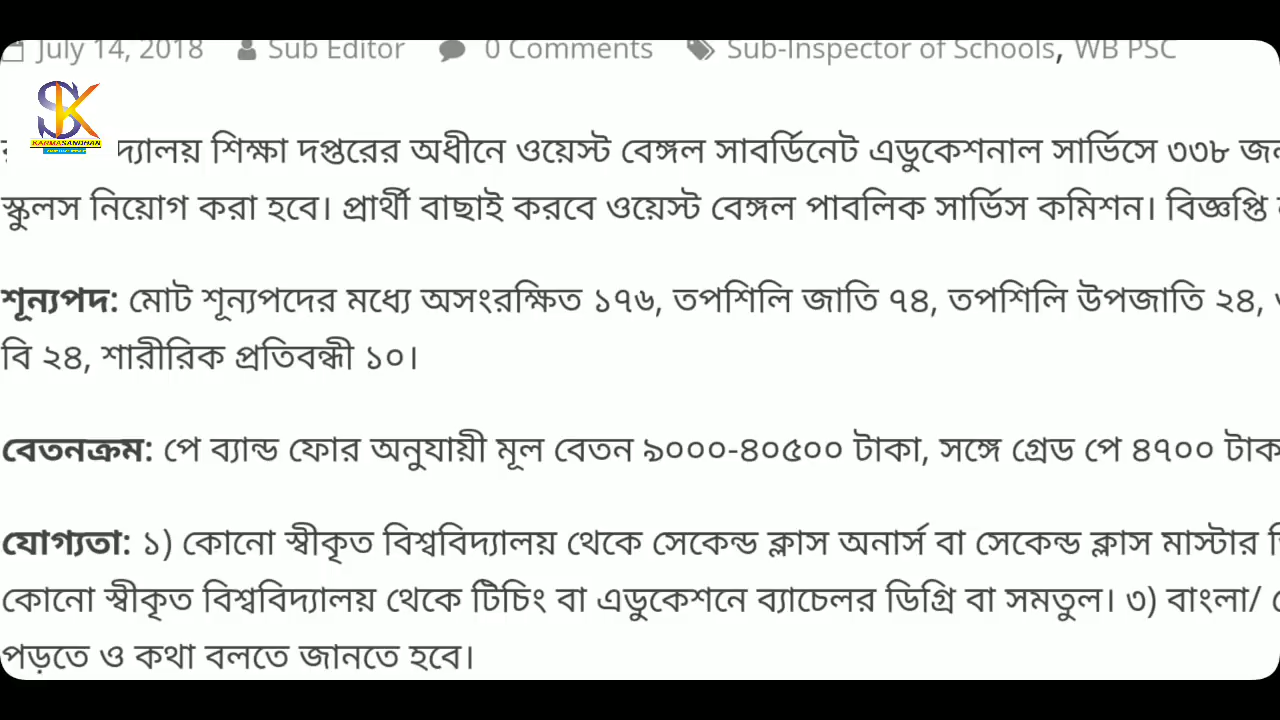 July 14, 2018 Sub Editor 0 Comments Sub-Inspector of Schools, WB PSC
KARMASANDHAN
শিক্ষা দপ্তরের অধীনে ওয়েস্ট বেঙ্গল সাবর্ডিনেট এডুকেশনাল সার্ভিসে ৩৩৮
স্কুলস নিয়োগ করা হবে। প্রার্থী বাছাই করবে ওয়েস্ট বেঙ্গল পাবলিক সার্ভিস কমিশন। বিজ্ঞপ্তি
শূন্যপদ: মোট শূন্যপদের মধ্যে অসংরক্ষিত ১৭৬, তপশিলি জাতি ৭৪, তপশিলি উপজাতি ২৪,
বি ২৪, শারীরিক প্রতিবন্ধী ১০।
বেতনক্রম: পে ব্যান্ড ফোর অনুযায়ী মূল বেতন ৯০০০-৪০৫০০ টাকা, সঙ্গে গ্রেড পে ৪৭০০
যোগ্যতা: ১) কোনো স্বীকৃত বিশ্ববিদ্যালয় থেকে সেকেন্ড ক্লাস অনার্স বা সেকেন্ড ক্লাস মাস্টার
কোনো স্বীকৃত বিশ্ববিদ্যালয় থেকে টিচিং বা এডুকেশনে ব্যাচেলর ডিগ্রি বা সমতুল। ৩) বাংলা/
পড়তে ও কথা বলতে জানতে হবে।